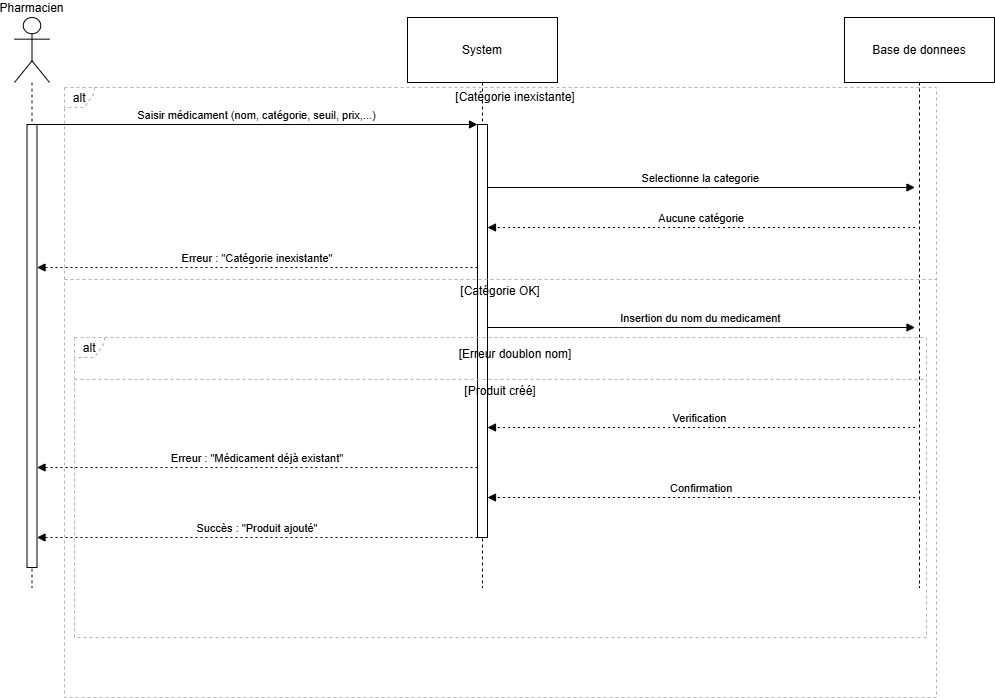 Pharmacien
System
Base de donnees
alt
[Catégorie inexistante]
Saisir médicament (nom, catégorie, seuil, prix,...)
Selectionne la categorie
Aucune catégorie
Erreur : "Catégorie inexistante"
[Catégorie OK]
Insertion du nom du medicament
alt
[Erreur doublon nom]
[Produit créé]
Verification
Erreur : "Médicament déjà existant"
Confirmation
Succès : "Produit ajouté"